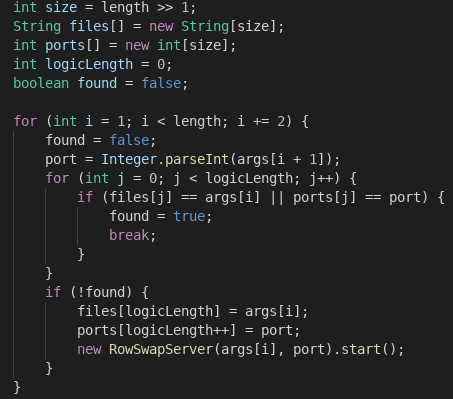 int size = length >> 1;
String files[] = new String[size];
int ports[] = new int[size];
int logicLength = 0;
boolean found = false;

for (int i = 1; i < length; i += 2) {
    found = false;
    port = Integer.parseInt(args[i + 1]);
    for (int j = 0; j < logicLength; j++) {
        if (files[j] == args[i] || ports[j] == port) {
            found = true;
            break;
        }
    }
    if (!found) {
        files[logicLength] = args[i];
        ports[logicLength++] = port;
        new RowSwapServer(args[i], port).start();
    }
}